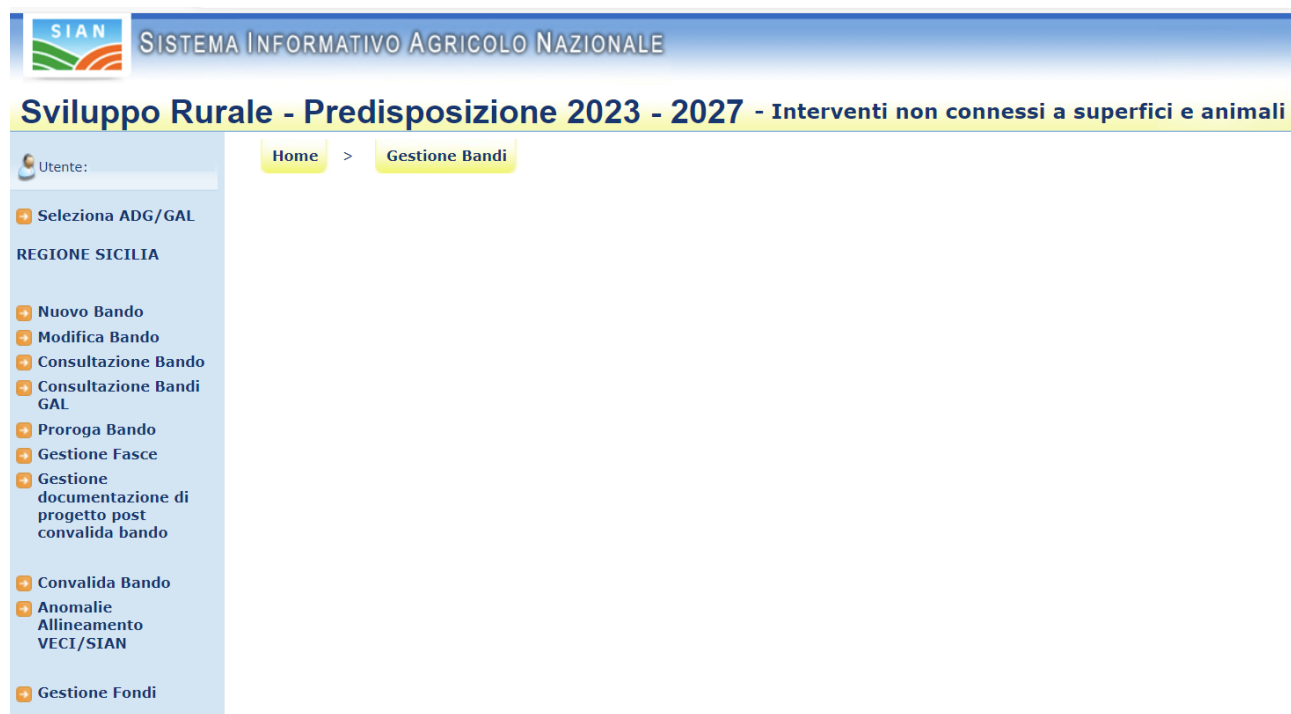 SIAN
SISTEMA INFORMATIVO AGRICOLO NAZIONALE
Sviluppo Rurale - Predisposizione 2023 - 2027 - Interventi non connessi a superfici e animali
Utente:
Home > Gestione Bandi
Seleziona ADG/GAL
REGIONE SICILIA
Nuovo Bando
Modifica Bando
Consultazione Bando
Consultazione Bandi
GAL
Proroga Bando
Gestione Fasce
Gestione
documentazione di
progetto post
convalida bando
Convalida Bando
Anomalie
Allineamento
VECI/SIAN
Gestione Fondi